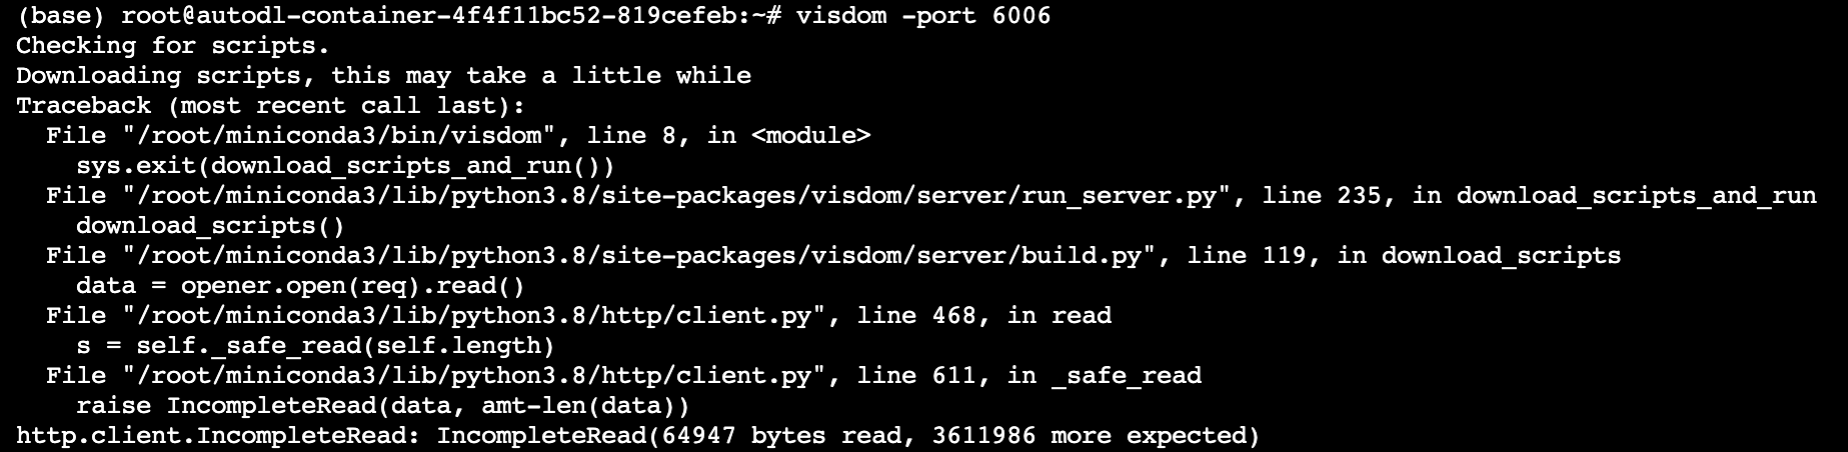 (base) root@autodl-container-4f4f11bc52-819cefeb:~# visdom -port 6006
Checking for scripts.
Downloading scripts, this may take a little while
Traceback (most recent call last):
  File "/root/miniconda3/bin/visdom", line 8, in <module>
    sys.exit(download_scripts_and_run())
  File "/root/miniconda3/lib/python3.8/site-packages/visdom/server/run_server.py", line 235, in download_scripts_and_run
    download_scripts()
  File "/root/miniconda3/lib/python3.8/site-packages/visdom/server/build.py", line 119, in download_scripts
    data = opener.open(req).read()
  File "/root/miniconda3/lib/python3.8/http/client.py", line 468, in read
    s = self._safe_read(self.length)
  File "/root/miniconda3/lib/python3.8/http/client.py", line 611, in _safe_read
    raise IncompleteRead(data, amt-len(data))
http.client.IncompleteRead: IncompleteRead(64947 bytes read, 3611986 more expected)